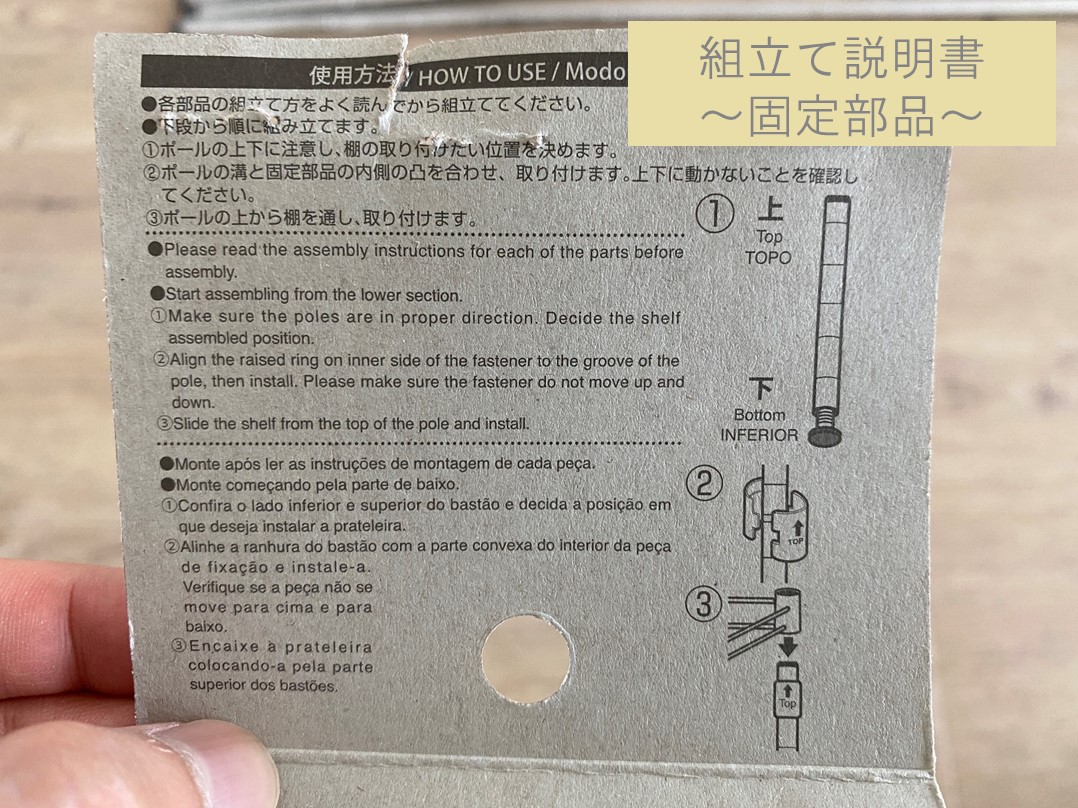 組立て説明書
〜固定部品〜
使用方法 / HOW TO USE / Modo
●各部品の組立て方をよく読んでから組立ててください。
●下段から順に組み立てます。
①ポールの上下に注意し、棚の取り付けたい位置を決めます。
②ポールの溝と固定部品の内側の凸を合わせ、取り付けます。上下に動かないことを確認し
てください。
③ポールの上から棚を通し、取り付けます。
●Please read the assembly instructions for each of the parts before
assembly.
●Start assembling from the lower section.
①Make sure the poles are in proper direction. Decide the shelf
assembled position.
②Align the raised ring on inner side of the fastener to the groove of the
pole, then install. Please make sure the fastener do not move up and
down.
③Slide the shelf from the top of the pole and install.
●Monte após ler as instruções de montagem de cada peça.
●Monte começando pela parte de baixo.
①Confira o lado inferior e superior do bastão e decida a posição em
que deseja instalar a prateleira.
②Alinhe a ranhura do bastão com a parte convexa do interior da peça
de fixação e instale-a.
Verifique se a peça não se
move para cima e para
baixo.
③Encaixe a prateleira
colocando-a pela parte
superior dos bastões.
①
上
Top
TOPO
下
Bottom
INFERIOR
②
TOP
③
Top